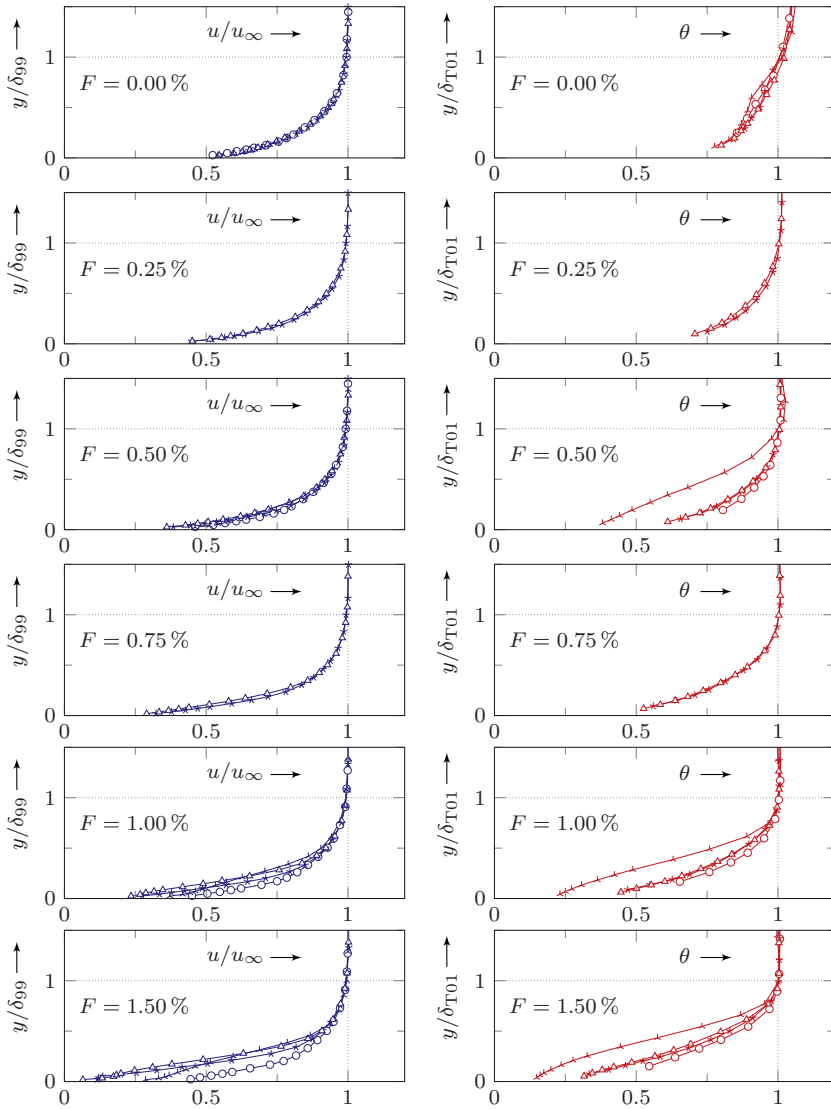 y/δ99 → u/u∞ → 1 F = 0.00 % 0 0 0.5 1
y/δT01 → θ → 1 F = 0.00 % 0 0 0.5 1
y/δ99 → u/u∞ → 1 F = 0.25 % 0 0 0.5 1
y/δT01 → θ → 1 F = 0.25 % 0 0 0.5 1
y/δ99 → u/u∞ → 1 F = 0.50 % 0 0 0.5 1
y/δT01 → θ → 1 F = 0.50 % 0 0 0.5 1
y/δ99 → u/u∞ → 1 F = 0.75 % 0 0 0.5 1
y/δT01 → θ → 1 F = 0.75 % 0 0 0.5 1
y/δ99 → u/u∞ → 1 F = 1.00 % 0 0 0.5 1
y/δT01 → θ → 1 F = 1.00 % 0 0 0.5 1
y/δ99 → u/u∞ → 1 F = 1.50 % 0 0 0.5 1
y/δT01 → θ → 1 F = 1.50 % 0 0 0.5 1